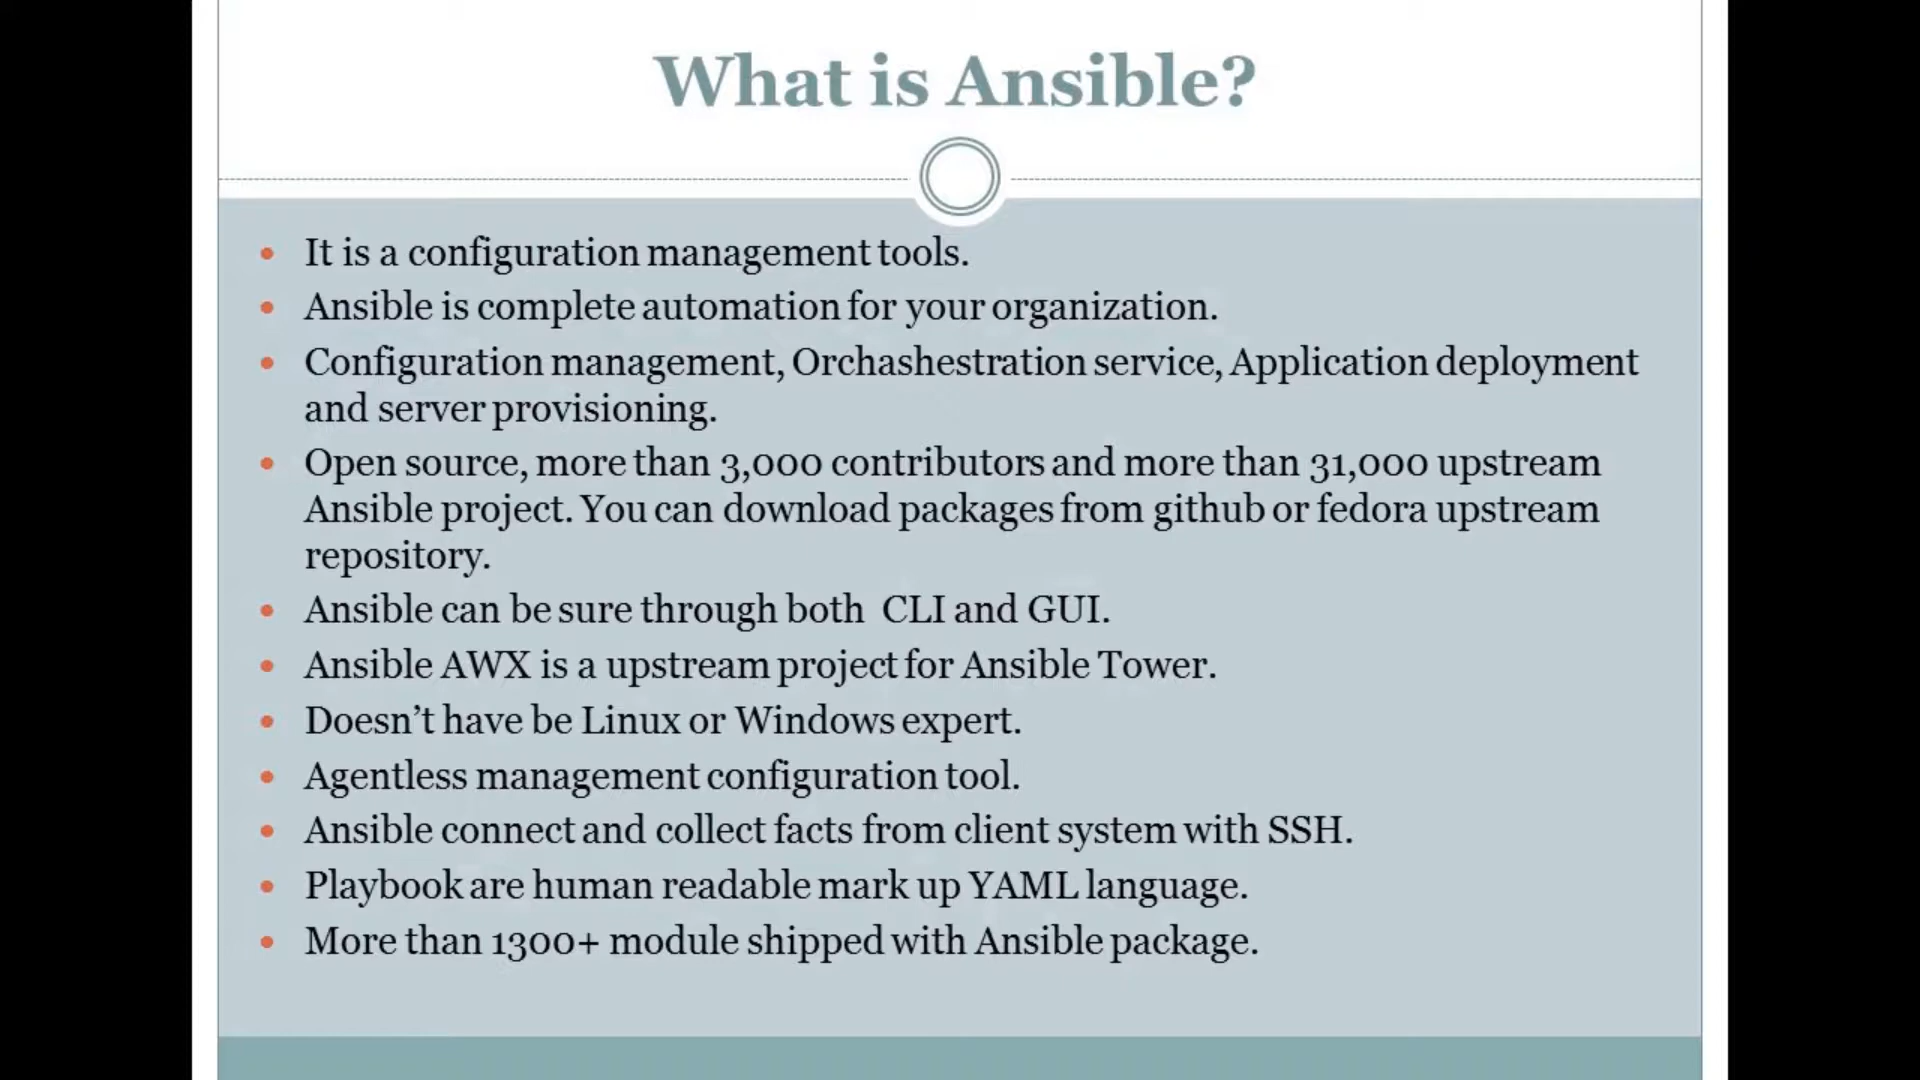 What is Ansible?
It is a configuration management tools.
Ansible is complete automation for your organization.
Configuration management, Orchashestration service, Application deployment
and server provisioning.
Open source, more than 3,000 contributors and more than 31,000 upstream
Ansible project. You can download packages from github or fedora upstream
repository.
Ansible can be sure through both CLI and GUI.
Ansible AWX is a upstream project for Ansible Tower.
Doesn’t have be Linux or Windows expert.
Agentless management configuration tool.
Ansible connect and collect facts from client system with SSH.
Playbook are human readable mark up YAML language.
More than 1300+ module shipped with Ansible package.